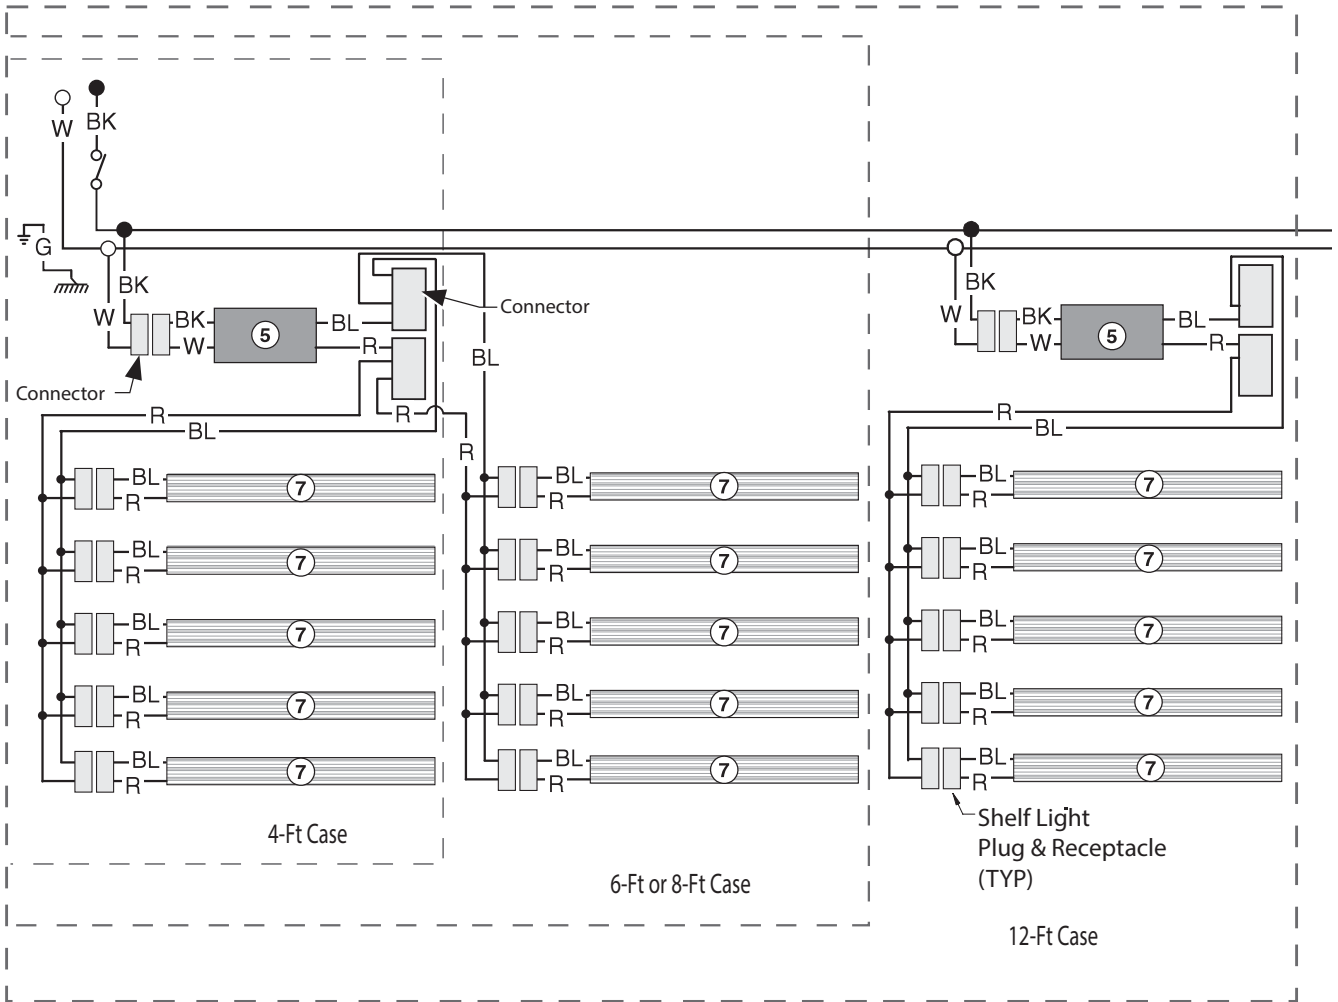 W
BK
G
BK
BK
W
BK
BL
W
BK
BL
W
R
W
R
Connector
BL
Connector
R
R
R
BL
BL
R
BL
R
7
BL
R
7
BL
R
7
BL
R
7
BL
R
7
BL
R
7
BL
R
7
BL
R
7
BL
R
7
BL
R
7
BL
R
7
BL
R
7
BL
R
7
BL
R
7
BL
R
7
5
5
W
Shelf Light
Plug & Receptacle
(TYP)
4-Ft Case
6-Ft or 8-Ft Case
12-Ft Case